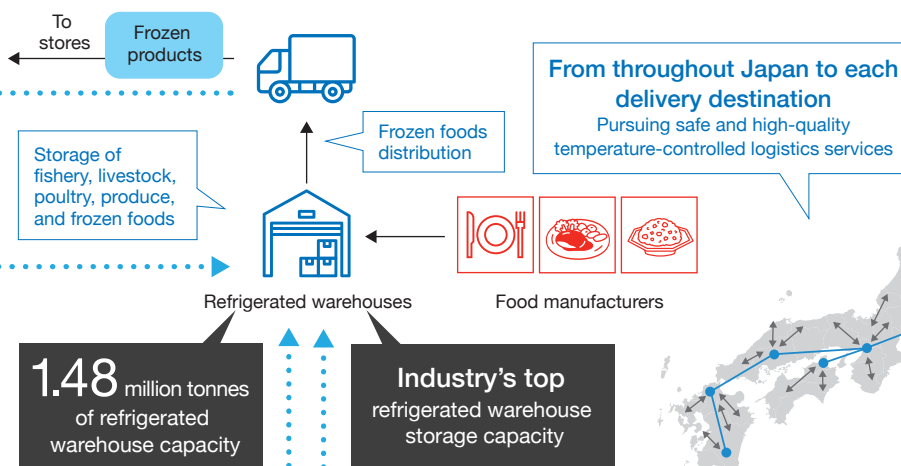 To
stores
Frozen
products
From throughout Japan to each
delivery destination
Pursuing safe and high-quality
temperature-controlled logistics services
Frozen foods
distribution
Storage of
fishery, livestock,
poultry, produce,
and frozen foods
Refrigerated warehouses
Food manufacturers
1.48 million tonnes
of refrigerated
warehouse capacity
Industry's top
refrigerated warehouse
storage capacity